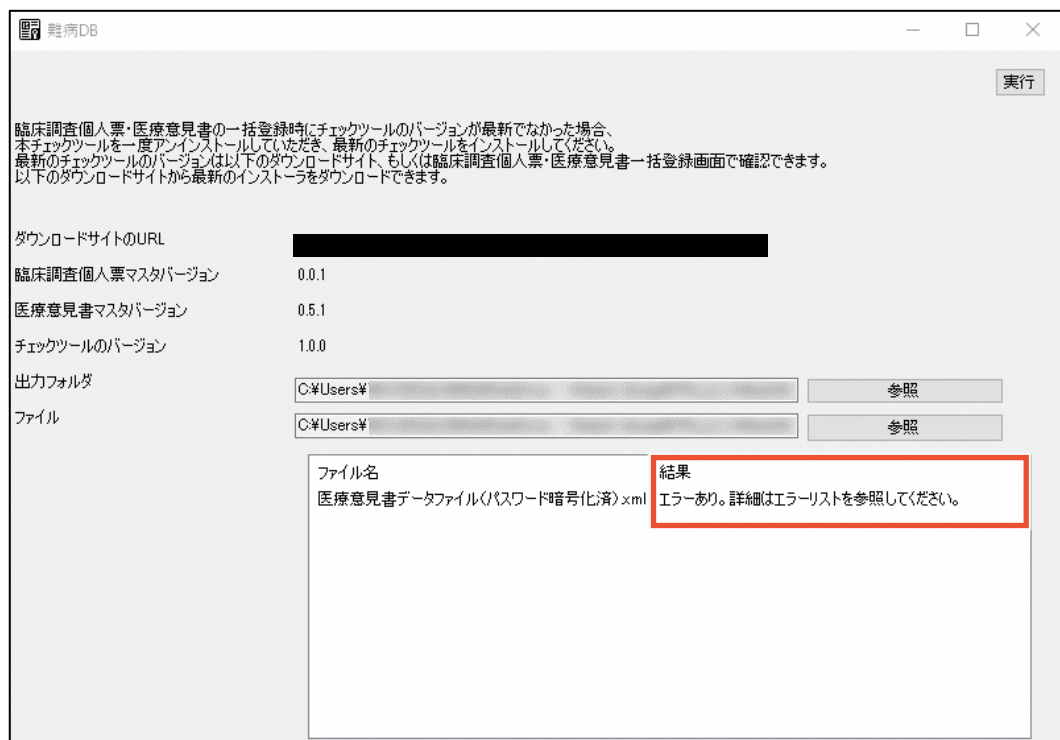 難病DB
実行
臨床調査個人票・医療意見書の一括登録時にチェックツールのバージョンが最新でなかった場合、
本チェックツールを一度アンインストールしていただき、最新のチェックツールをインストールしてください。
最新のチェックツールのバージョンは以下のダウンロードサイト、もしくは臨床調査個人票・医療意見書一括登録画面で確認できます。
以下のダウンロードサイトから最新のインストーラをダウンロードできます。
ダウンロードサイトのURL
臨床調査個人票マスタバージョン 0.0.1
医療意見書マスタバージョン 0.5.1
チェックツールのバージョン 1.0.0
出力フォルダ C:¥Users¥ 参照
ファイル C:¥Users¥ 参照
ファイル名 結果
医療意見書データファイル(パスワード暗号化済).xml エラーあり。詳細はエラーリストを参照してください。